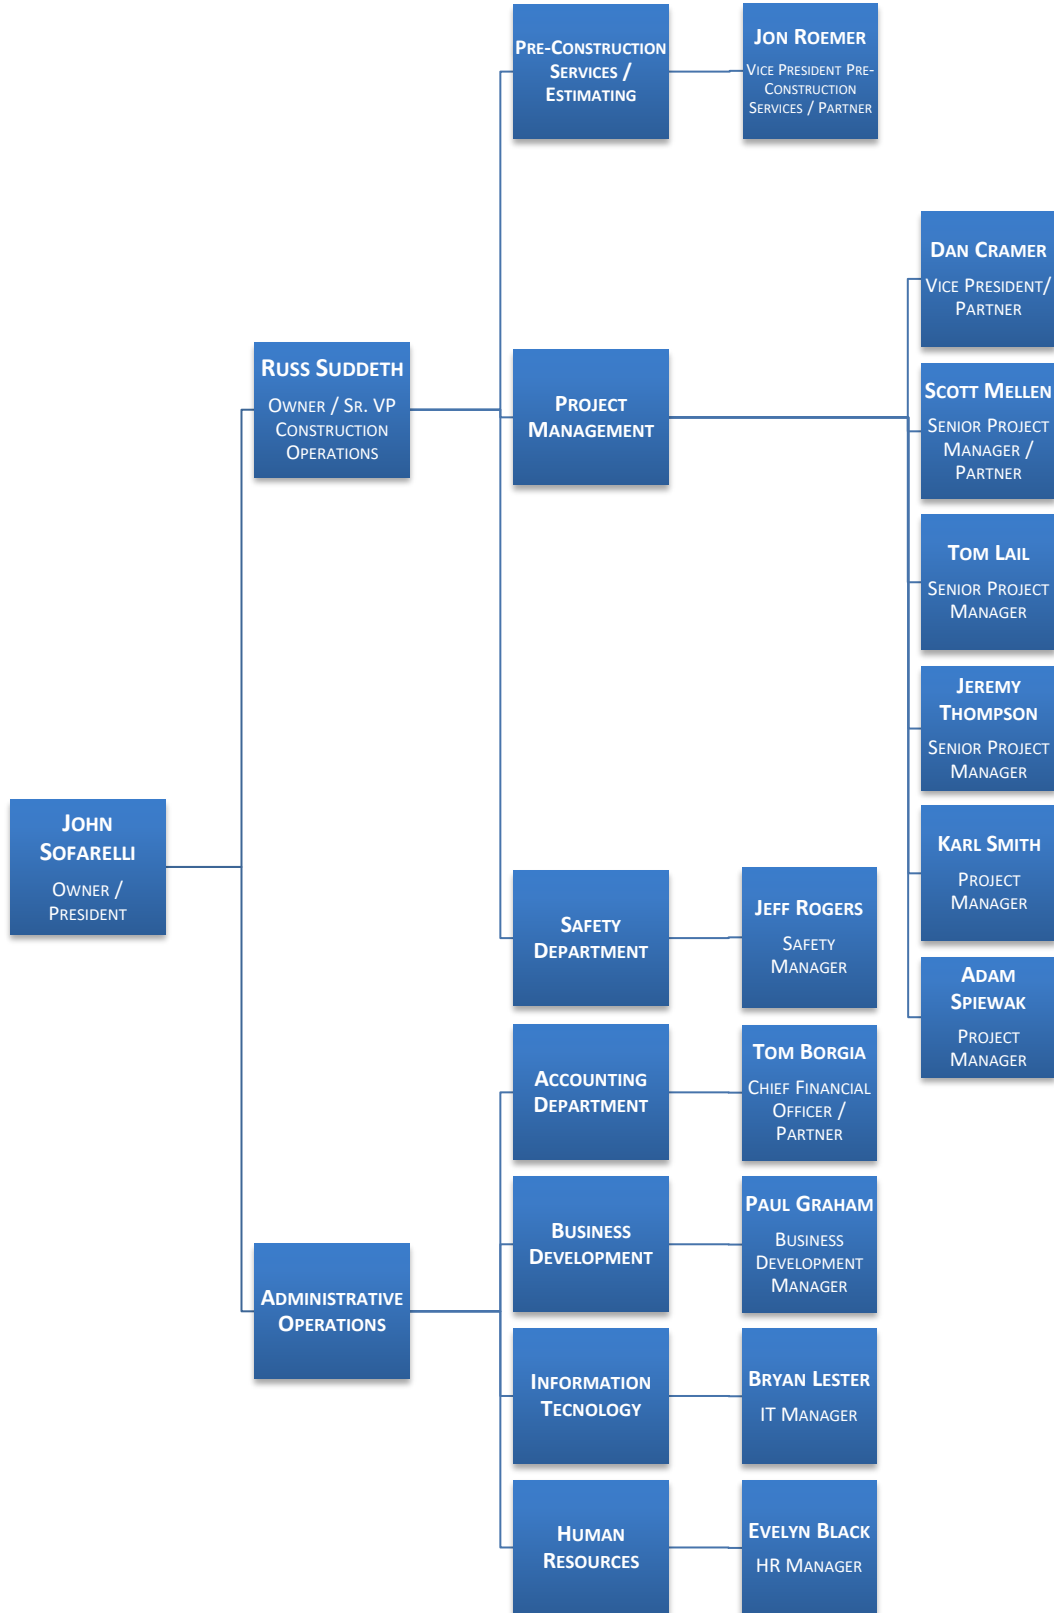 John
Sofarelli
Owner /
President
Russ Suddeth
Owner / Sr. VP
Construction
Operations
Pre-Construction
Services /
Estimating
Jon Roemer
Vice President Pre-
Construction
Services / Partner
Project
Management
Dan Cramer
Vice President/
Partner
Scott Mellen
Senior Project
Manager /
Partner
Tom Lail
Senior Project
Manager
Jeremy
Thompson
Senior Project
Manager
Karl Smith
Project
Manager
Adam
Spiewak
Project
Manager
Safety
Department
Jeff Rogers
Safety
Manager
Administrative
Operations
Accounting
Department
Tom Borgia
Chief Financial
Officer /
Partner
Business
Development
Paul Graham
Business
Development
Manager
Information
Tecnology
Bryan Lester
IT Manager
Human
Resources
Evelyn Black
HR Manager